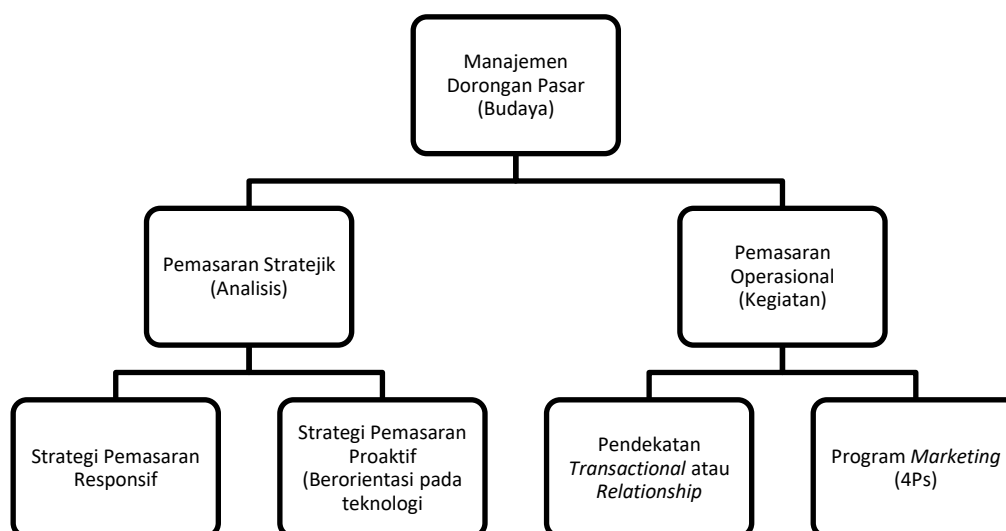 Manajemen
Dorongan Pasar
(Budaya)
Pemasaran Stratejik
(Analisis)
Pemasaran
Operasional
(Kegiatan)
Strategi Pemasaran
Responsif
Strategi Pemasaran
Proaktif
(Berorientasi pada
teknologi
Pendekatan
Transactional atau
Relationship
Program Marketing
(4Ps)